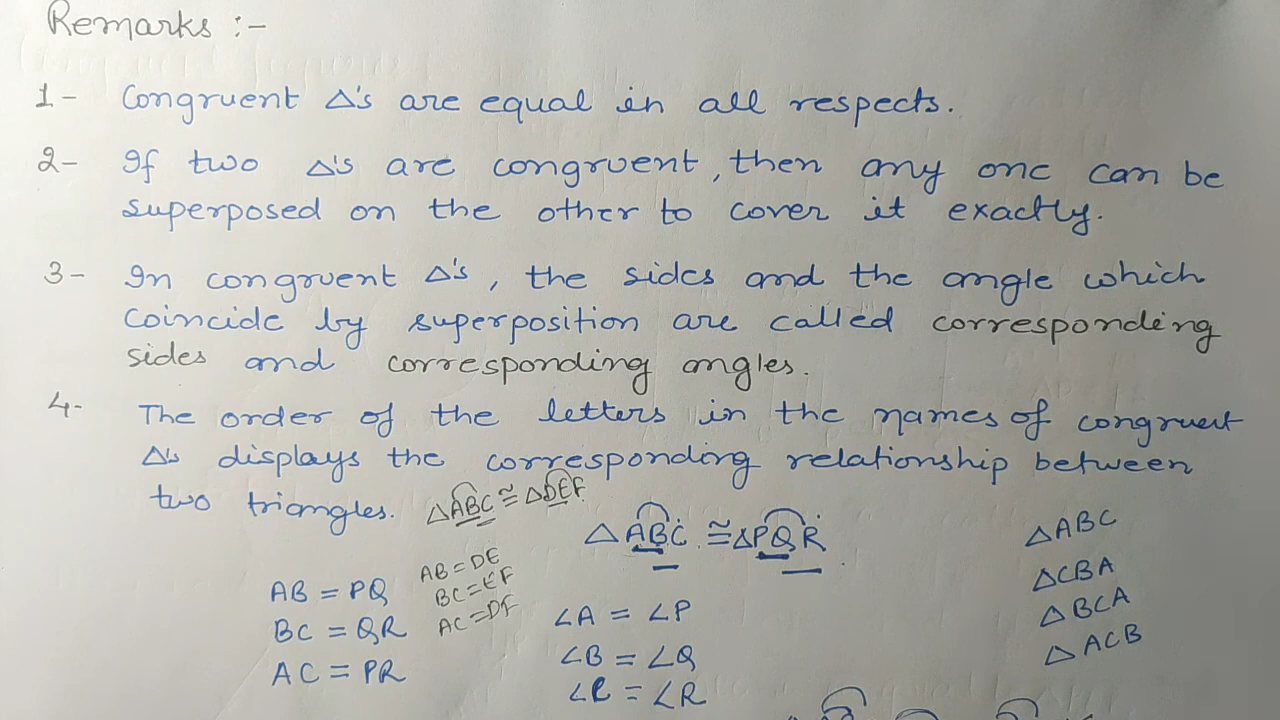 Remarks :-
1- Congruent Δ's are equal in all respects.
2- If two Δ's are congruent, then any one can be
superposed on the other to cover it exactly.
3- In congruent Δ's, the sides and the angle which
coincide by superposition are called corresponding
sides and corresponding angles.
4- The order of the letters in the names of congruent
Δ's displays the corresponding relationship between
two triangles. ΔABC ≅ ΔDEF
ΔABC ≅ ΔPQR
AB = PQ
BC = QR
AC = PR
AB = DE
BC = EF
AC = DF
∠A = ∠P
∠B = ∠Q
∠R = ∠R
ΔABC
ΔCBA
ΔBCA
ΔACB